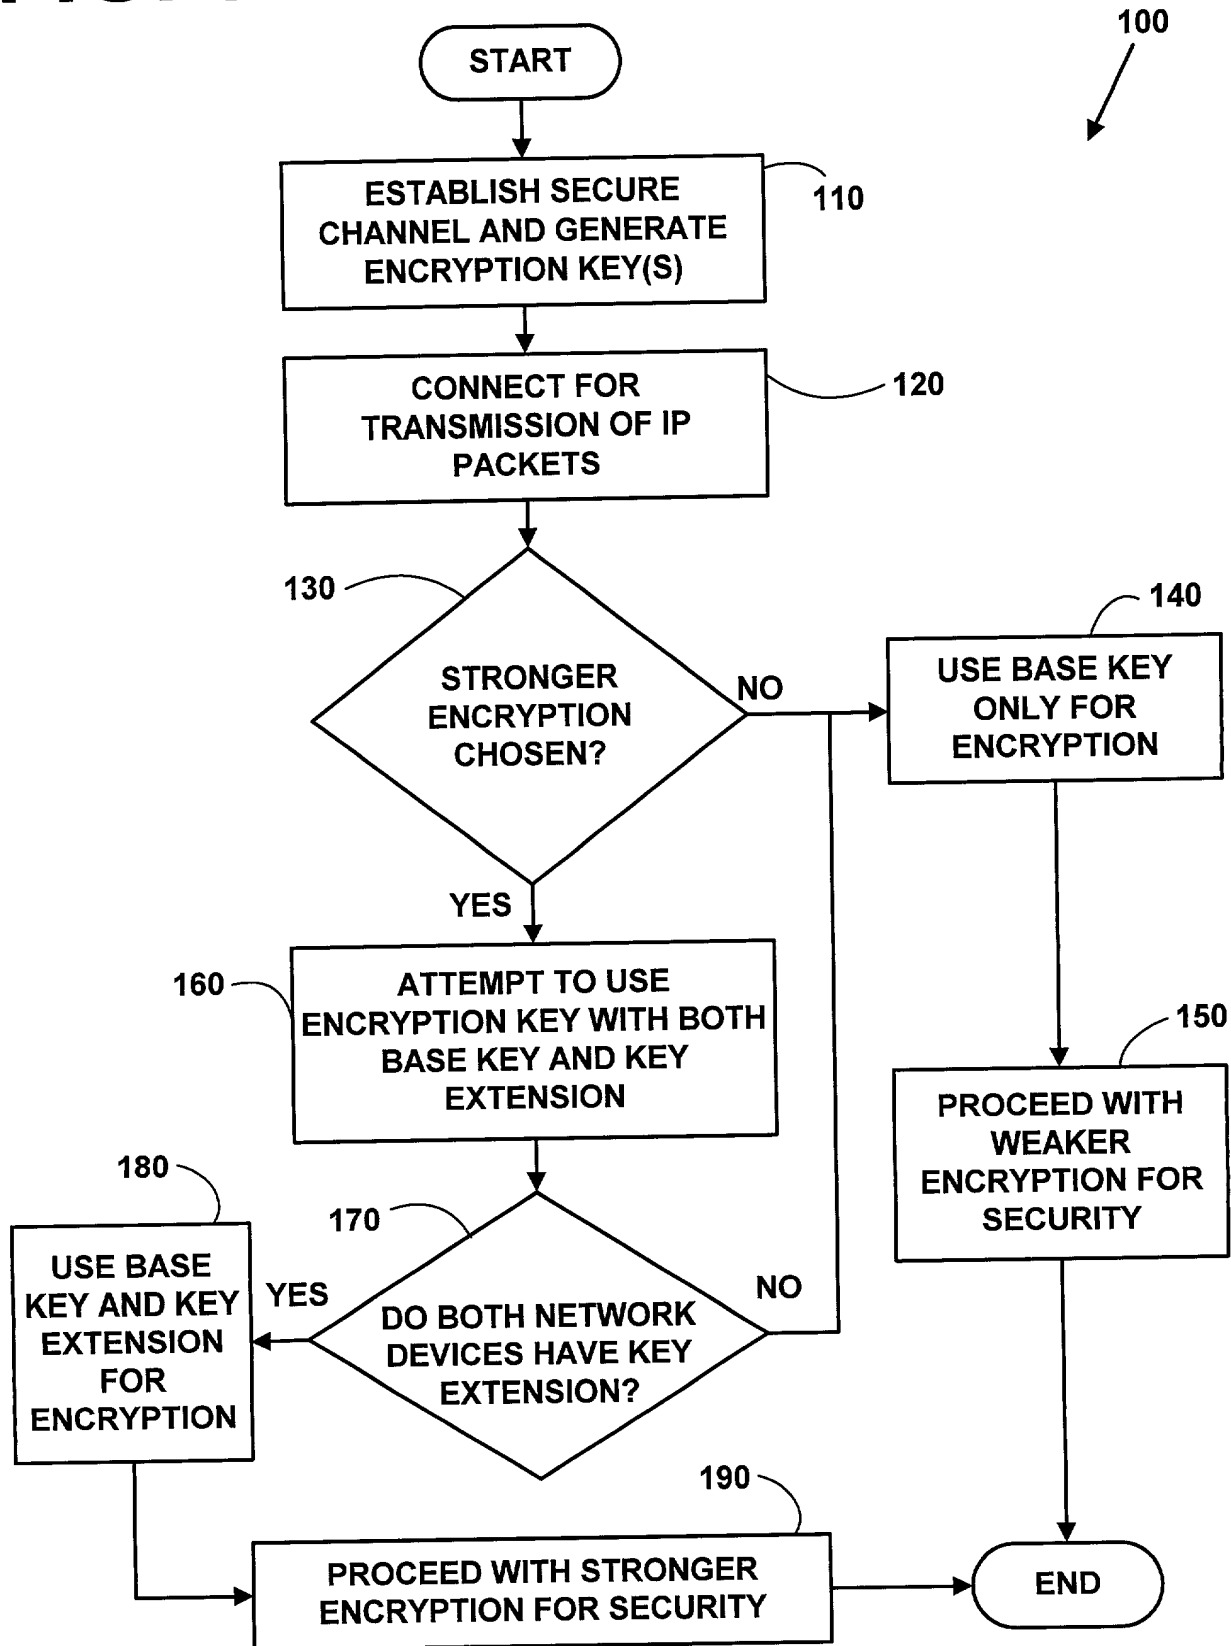 100
START
ESTABLISH SECURE
CHANNEL AND GENERATE
ENCRYPTION KEY(S)
110
CONNECT FOR
TRANSMISSION OF IP
PACKETS
120
130
STRONGER
ENCRYPTION
CHOSEN?
NO
YES
140
USE BASE KEY
ONLY FOR
ENCRYPTION
160
ATTEMPT TO USE
ENCRYPTION KEY WITH BOTH
BASE KEY AND KEY
EXTENSION
150
PROCEED WITH
WEAKER
ENCRYPTION FOR
SECURITY
170
DO BOTH NETWORK
DEVICES HAVE KEY
EXTENSION?
YES
NO
180
USE BASE
KEY AND KEY
EXTENSION
FOR
ENCRYPTION
190
PROCEED WITH STRONGER
ENCRYPTION FOR SECURITY
END